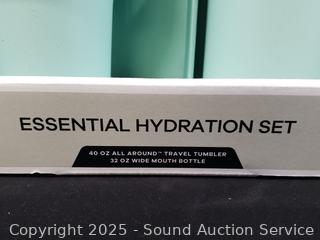 ESSENTIAL HYDRATION SET
40 OZ ALL AROUND™ TRAVEL TUMBLER
32 OZ WIDE MOUTH BOTTLE
Copyright 2025 - Sound Auction Service